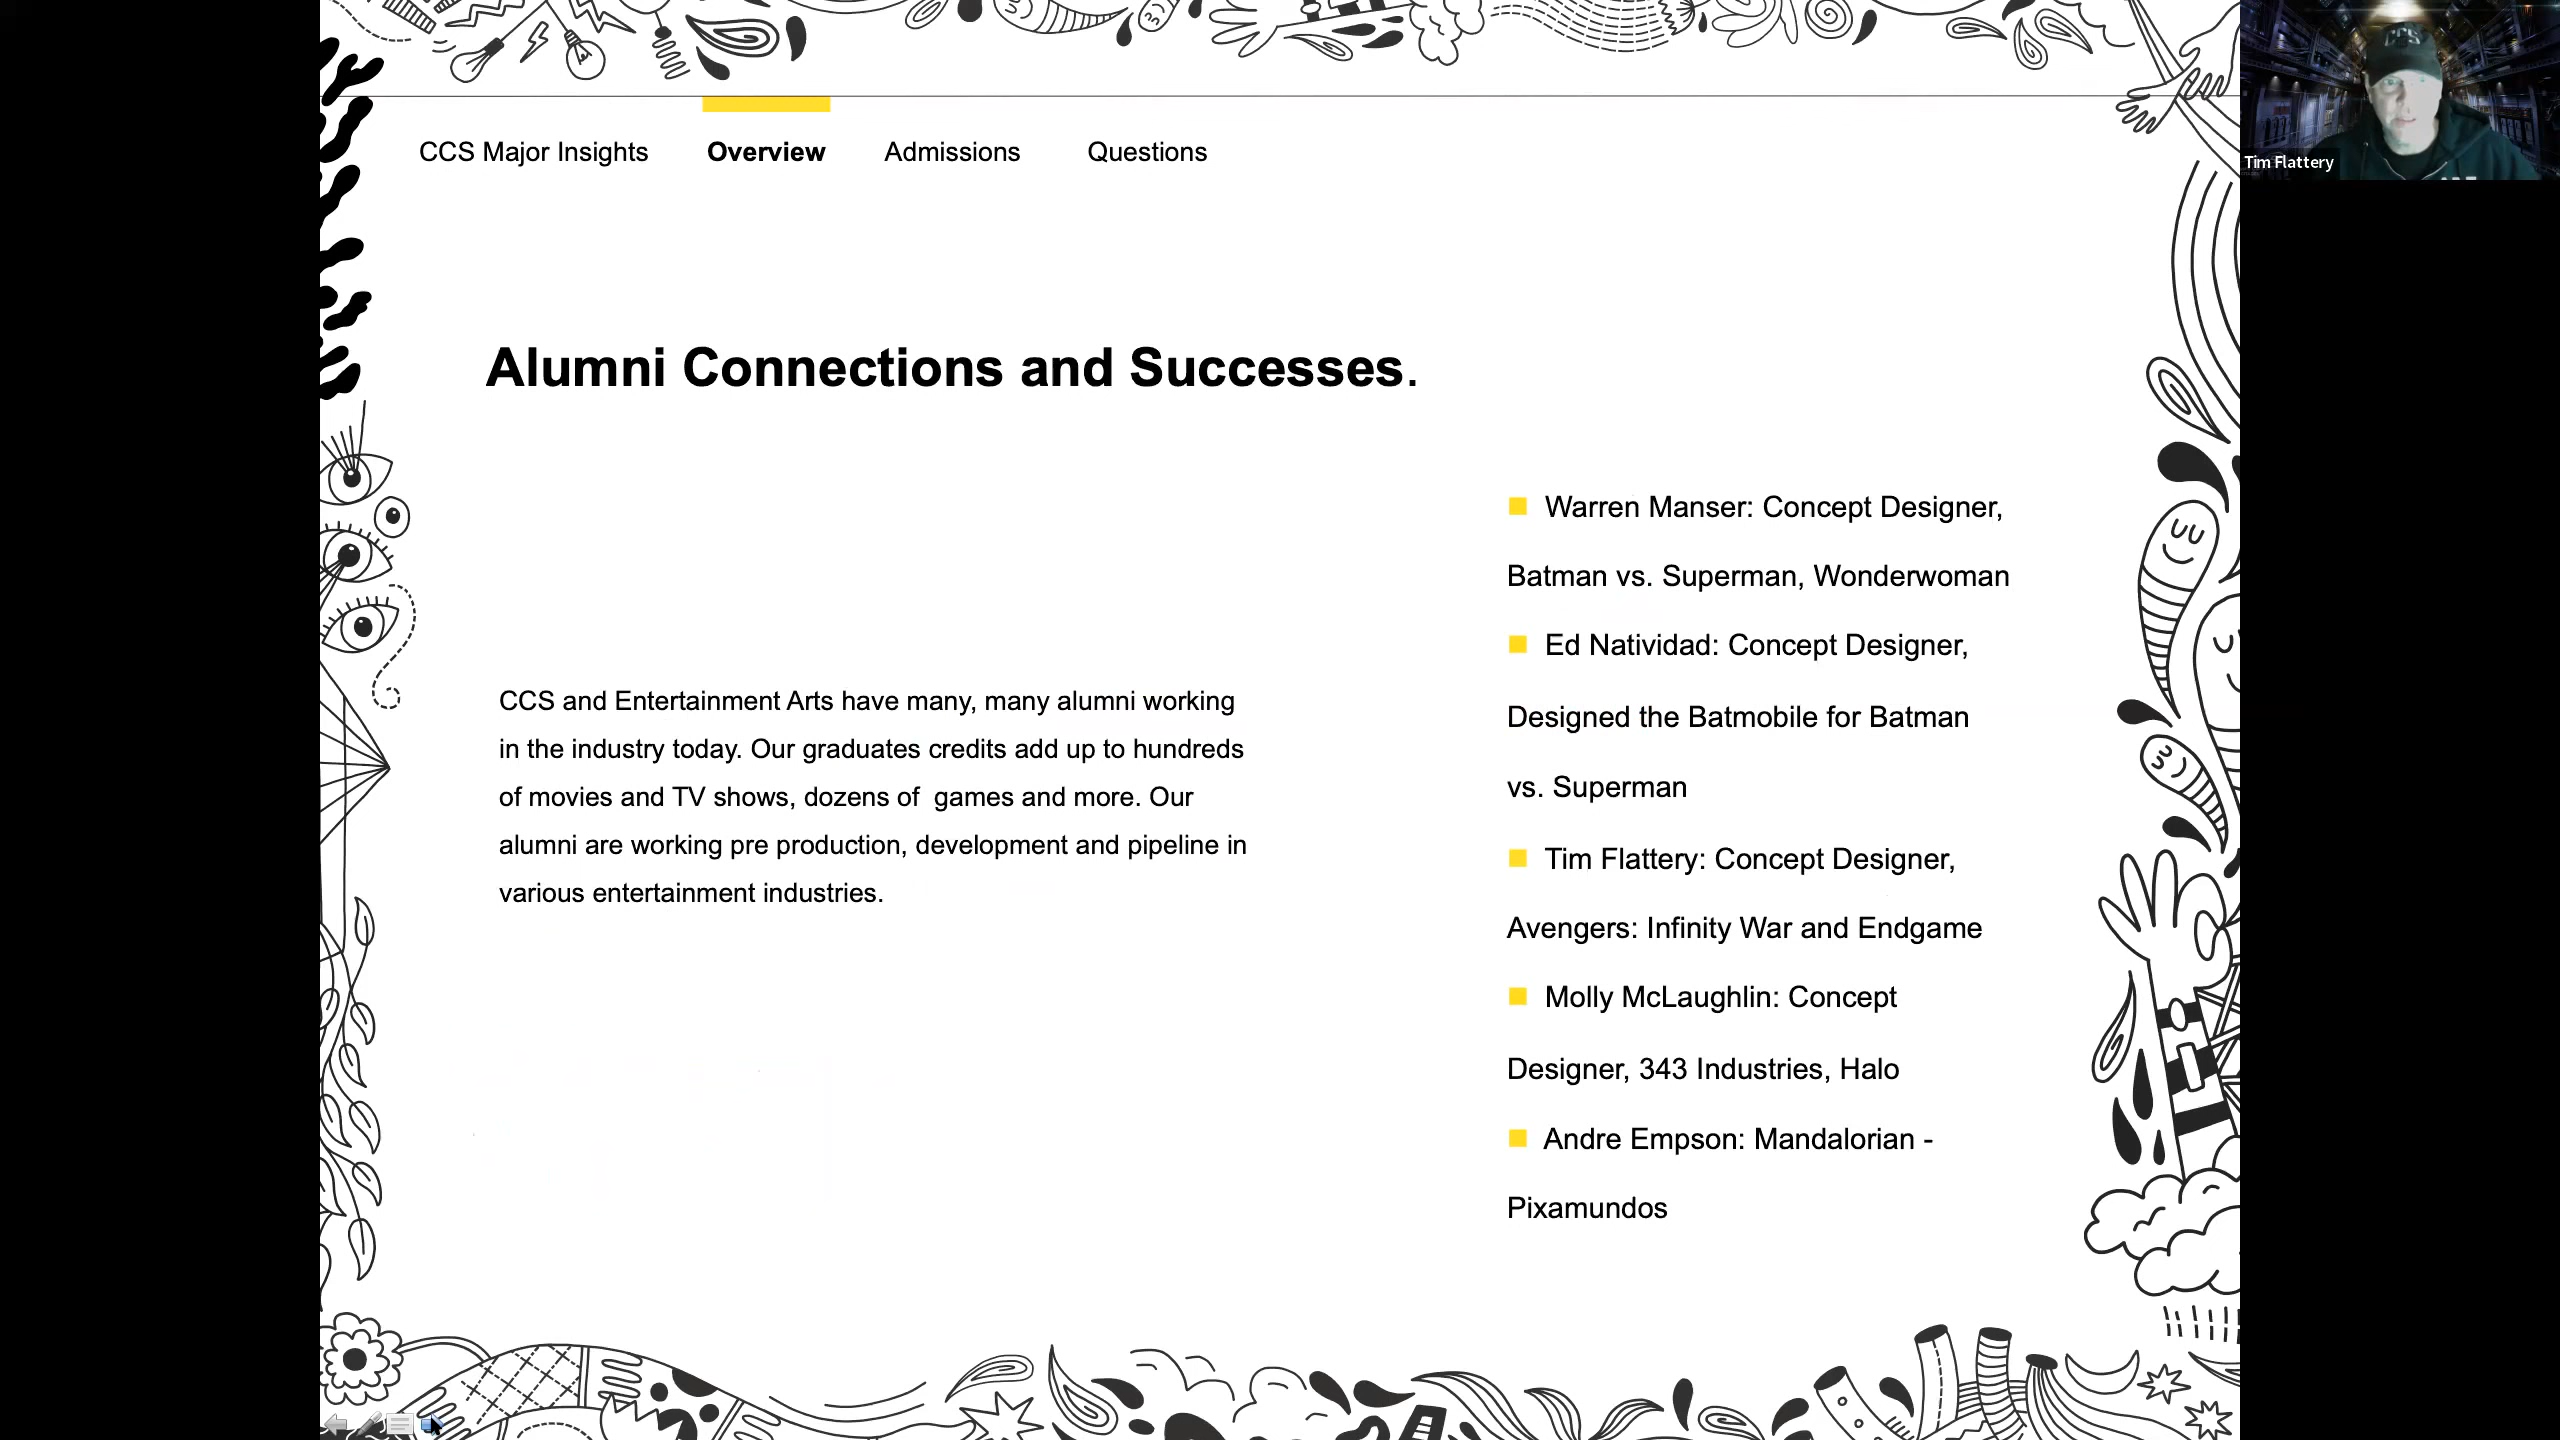 CCS
Tim Flattery
CCS Major Insights
Overview
Admissions
Questions
Alumni Connections and Successes.
CCS and Entertainment Arts have many, many alumni working
in the industry today. Our graduates credits add up to hundreds
of movies and TV shows, dozens of  games and more. Our
alumni are working pre production, development and pipeline in
various entertainment industries.
Warren Manser: Concept Designer,
Batman vs. Superman, Wonderwoman
Ed Natividad: Concept Designer,
Designed the Batmobile for Batman
vs. Superman
Tim Flattery: Concept Designer,
Avengers: Infinity War and Endgame
Molly McLaughlin: Concept
Designer, 343 Industries, Halo
Andre Empson: Mandalorian -
Pixamundos